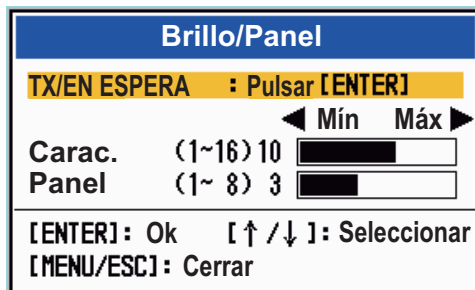 Brillo/Panel
TX/EN ESPERA : Pulsar [ENTER]
◀ Mín Máx ▶
Carac. (1~16) 10
Panel (1~ 8) 3
[ENTER]: Ok [↑/↓]: Seleccionar
[MENU/ESC]: Cerrar